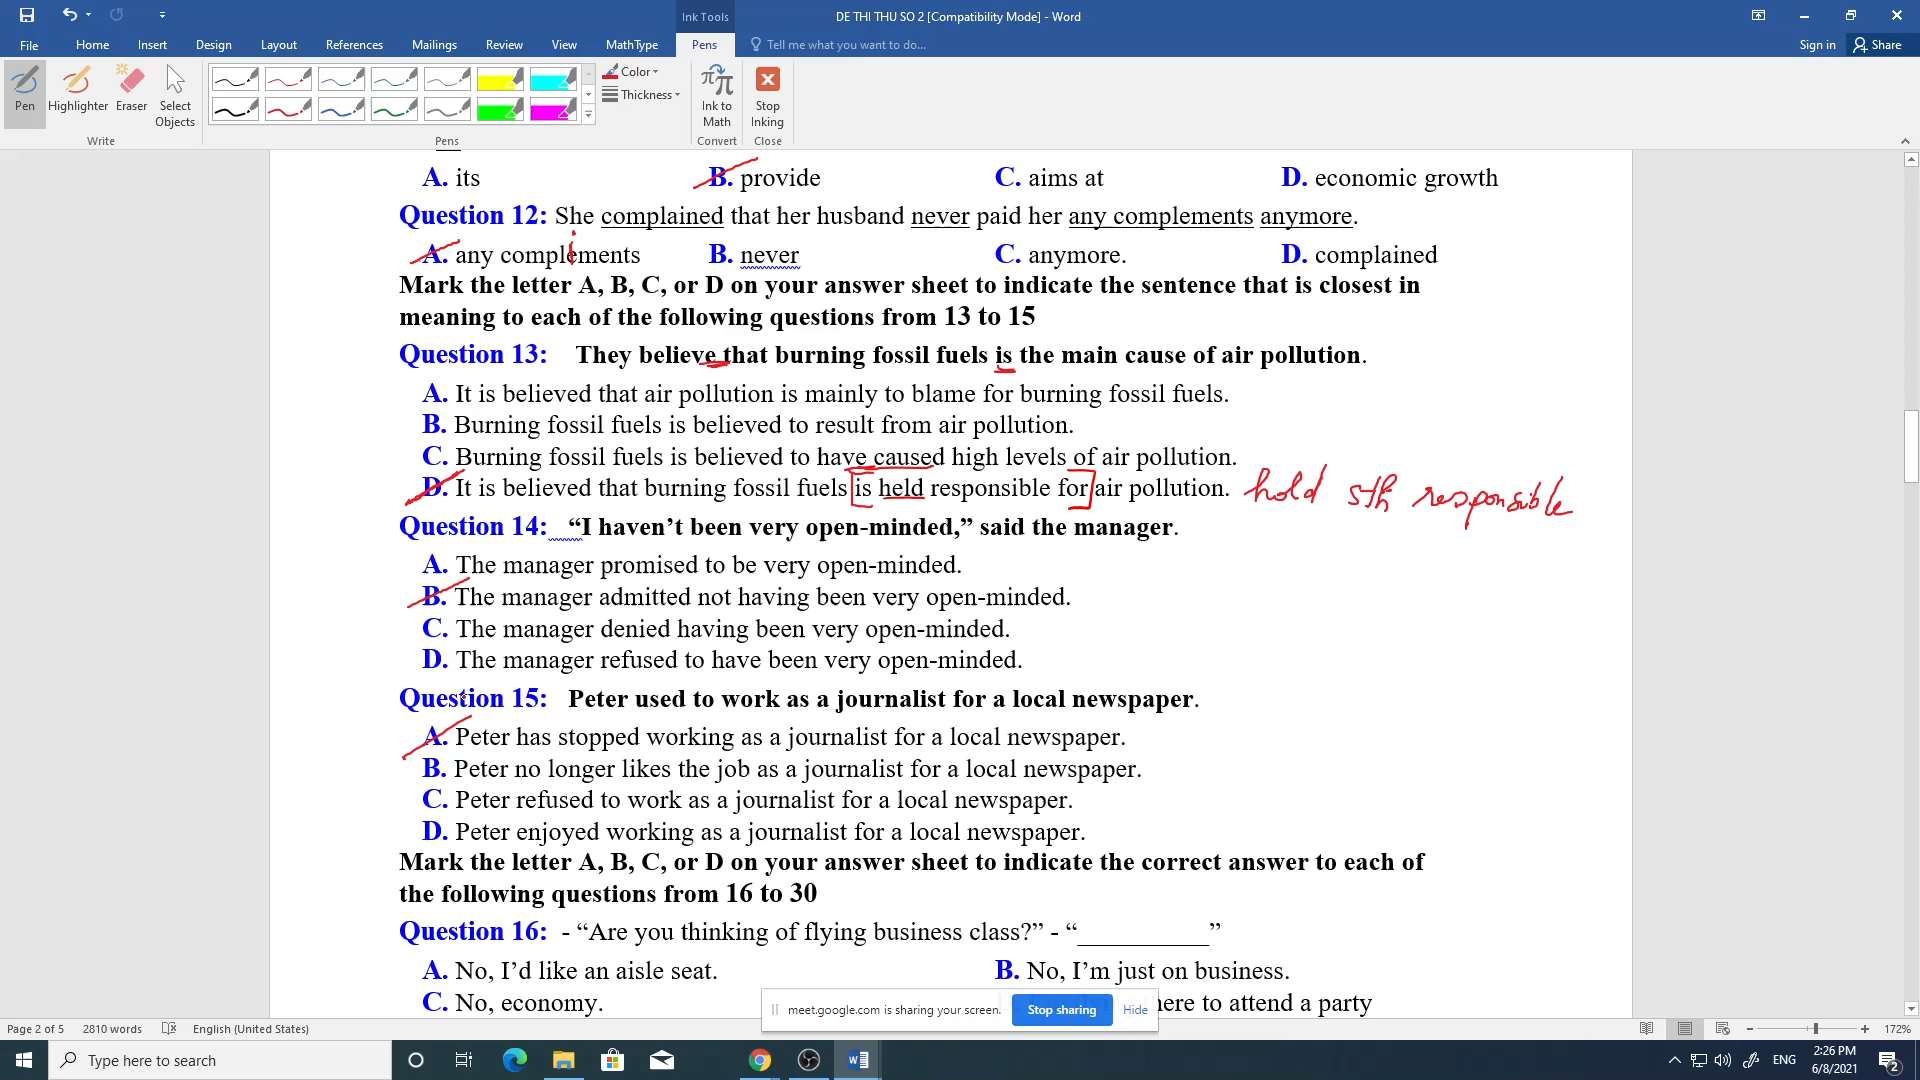 Ink Tools
DE THI THU SO 2 [Compatibility Mode] - Word
File Home Insert Design Layout References Mailings Review View MathType Pens Tell me what you want to do... Sign in Share
Pen Highlighter Eraser Select Objects
Color
Thickness
Ink to Math
Stop Inking
Write Pens Convert Close
A. its B. provide C. aims at D. economic growth
Question 12: She complained that her husband never paid her any complements anymore.
i
A. any complements B. never C. anymore. D. complained
Mark the letter A, B, C, or D on your answer sheet to indicate the sentence that is closest in
meaning to each of the following questions from 13 to 15
Question 13: They believe that burning fossil fuels is the main cause of air pollution.
A. It is believed that air pollution is mainly to blame for burning fossil fuels.
B. Burning fossil fuels is believed to result from air pollution.
C. Burning fossil fuels is believed to have caused high levels of air pollution.
D. It is believed that burning fossil fuels is held responsible for air pollution. hold sth responsible
Question 14: “I haven’t been very open-minded,” said the manager.
A. The manager promised to be very open-minded.
B. The manager admitted not having been very open-minded.
C. The manager denied having been very open-minded.
D. The manager refused to have been very open-minded.
Question 15: Peter used to work as a journalist for a local newspaper.
A. Peter has stopped working as a journalist for a local newspaper.
B. Peter no longer likes the job as a journalist for a local newspaper.
C. Peter refused to work as a journalist for a local newspaper.
D. Peter enjoyed working as a journalist for a local newspaper.
Mark the letter A, B, C, or D on your answer sheet to indicate the correct answer to each of
the following questions from 16 to 30
Question 16: - “Are you thinking of flying business class?” - “__________”
A. No, I’d like an aisle seat. B. No, I’m just on business.
C. No, economy. here to attend a party
meet.google.com is sharing your screen. Stop sharing Hide
Page 2 of 5 2810 words English (United States) 172%
Type here to search
ENG
2:26 PM
6/8/2021
2